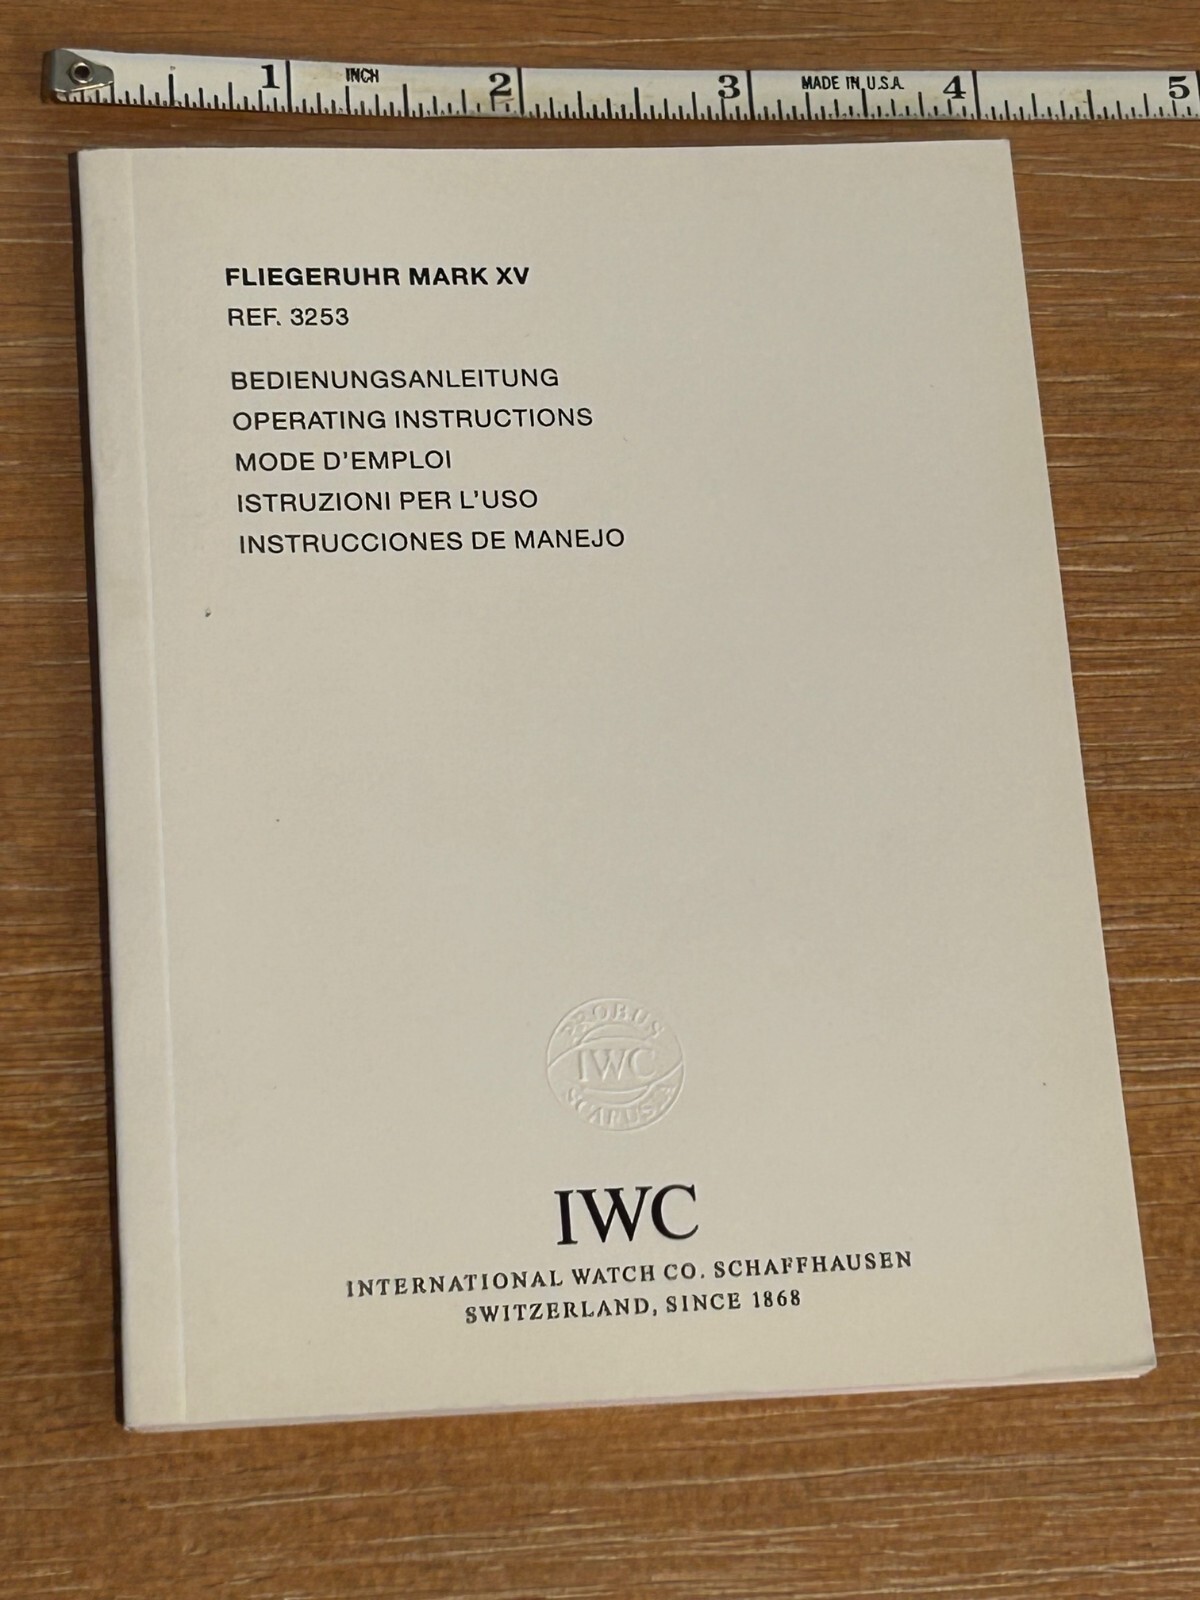 1 INCH 2 3 MADE IN U.S.A. 4 5
FLIEGERUHR MARK XV
REF. 3253
BEDIENUNGSANLEITUNG
OPERATING INSTRUCTIONS
MODE D'EMPLOI
ISTRUZIONI PER L'USO
INSTRUCCIONES DE MANEJO
PROBUS
IWC
SCAFUSIA
IWC
INTERNATIONAL WATCH CO. SCHAFFHAUSEN
SWITZERLAND, SINCE 1868